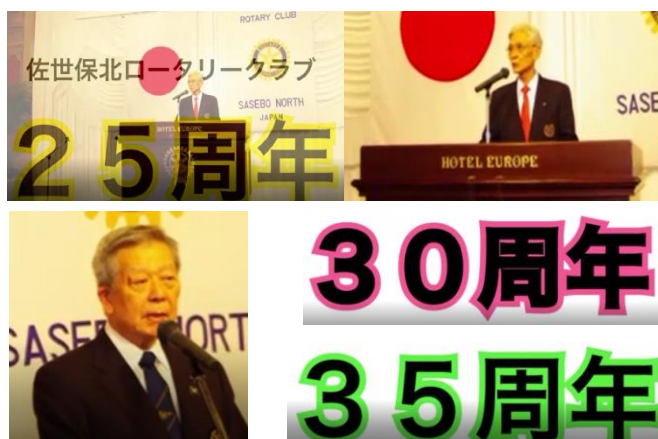 ROTARY CLUB
佐世保北ロータリークラブ
SASEBO NORTH
JAPAN
HOTEL EUROPE
２５周年
SASE
HOTEL EUROPE
SASEBO NORTH
３０周年
３５周年